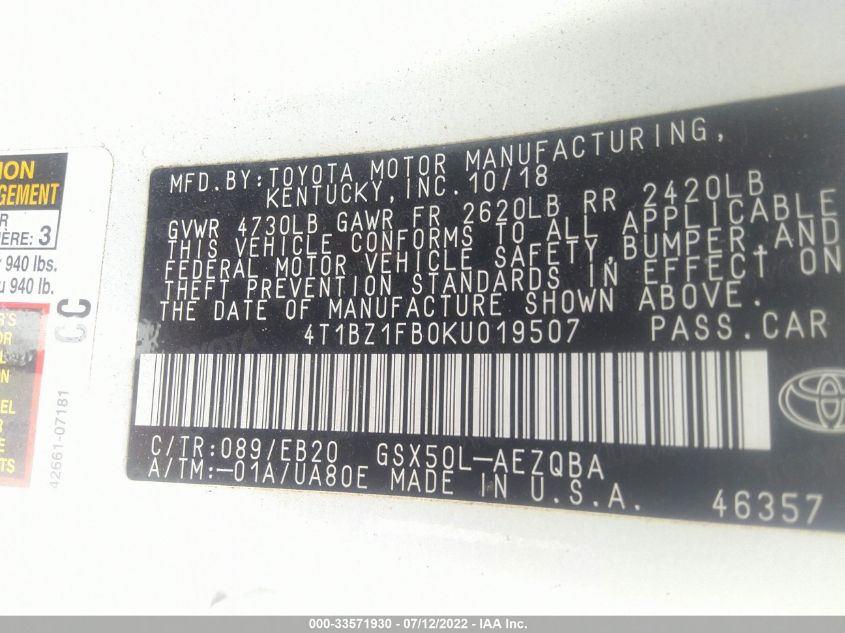 MFD. BY: TOYOTA MOTOR MANUFACTURING,
KENTUCKY, INC. 10/18
GVWR 4730LB GAWR FR 2620LB RR 2420LB
THIS VEHICLE CONFORMS TO ALL APPLICABLE
FEDERAL MOTOR VEHICLE SAFETY, BUMPER, AND
THEFT PREVENTION STANDARDS IN EFFECT ON
THE DATE OF MANUFACTURE SHOWN ABOVE.
4T1BZ1FB0KU019507 PASS. CAR
C/TR: 089/EB20 GSX50L-AEZQBA
A/TM: -01A/UA80E MADE IN U.S.A.
46357
HERE: 3
940 lbs.
940 lb.
CC
42661-07181
000-33571930 - 07/12/2022 - IAA Inc.